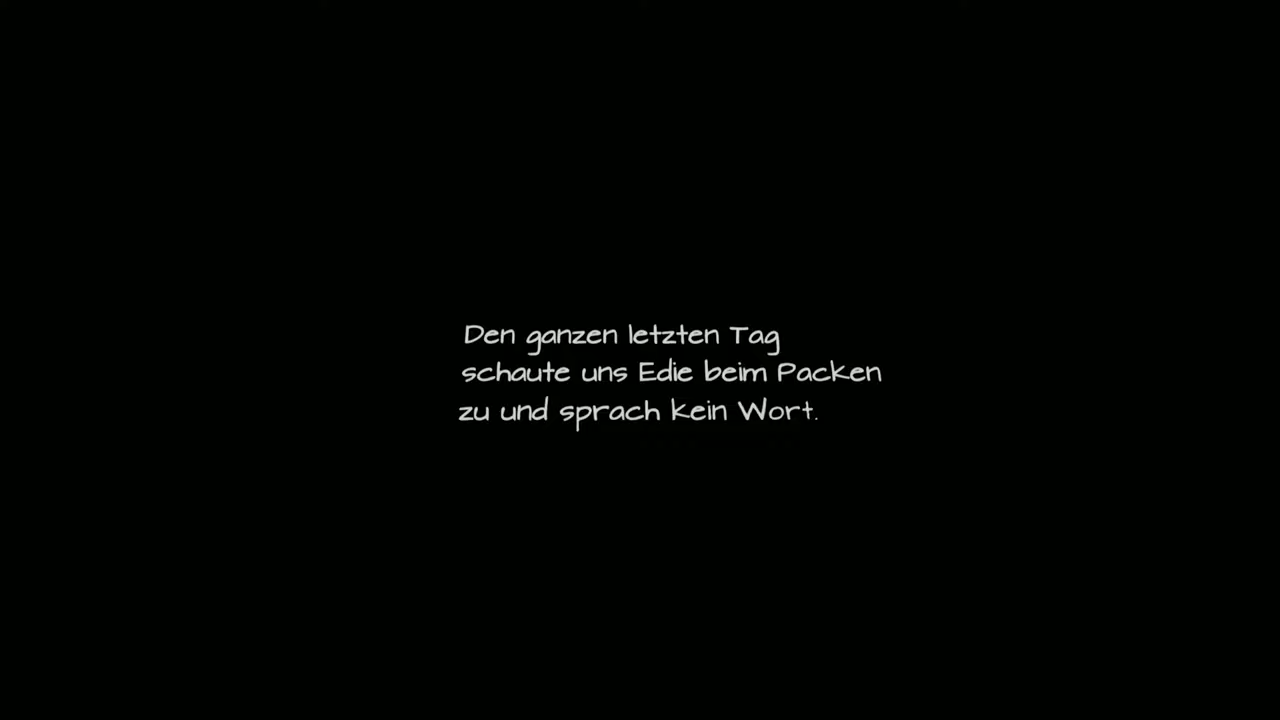 Den ganzen letzten Tag
schaute uns Edie beim Packen
zu und sprach kein Wort.